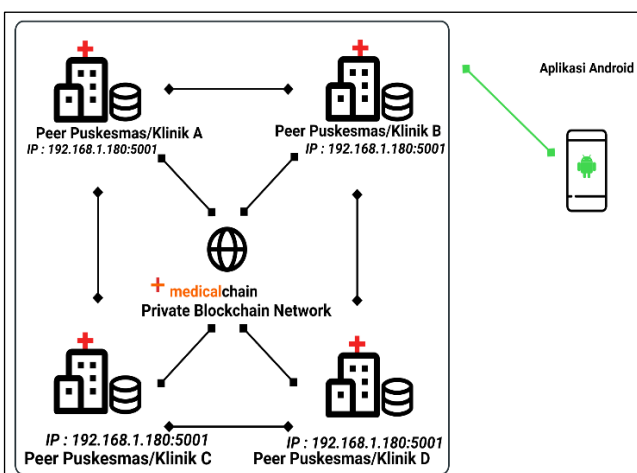 Aplikasi Android
Peer Puskesmas/Klinik A
IP : 192.168.1.180:5001
Peer Puskesmas/Klinik B
IP : 192.168.1.180:5001
medicalchain
Private Blockchain Network
IP : 192.168.1.180:5001
Peer Puskesmas/Klinik C
IP : 192.168.1.180:5001
Peer Puskesmas/Klinik D